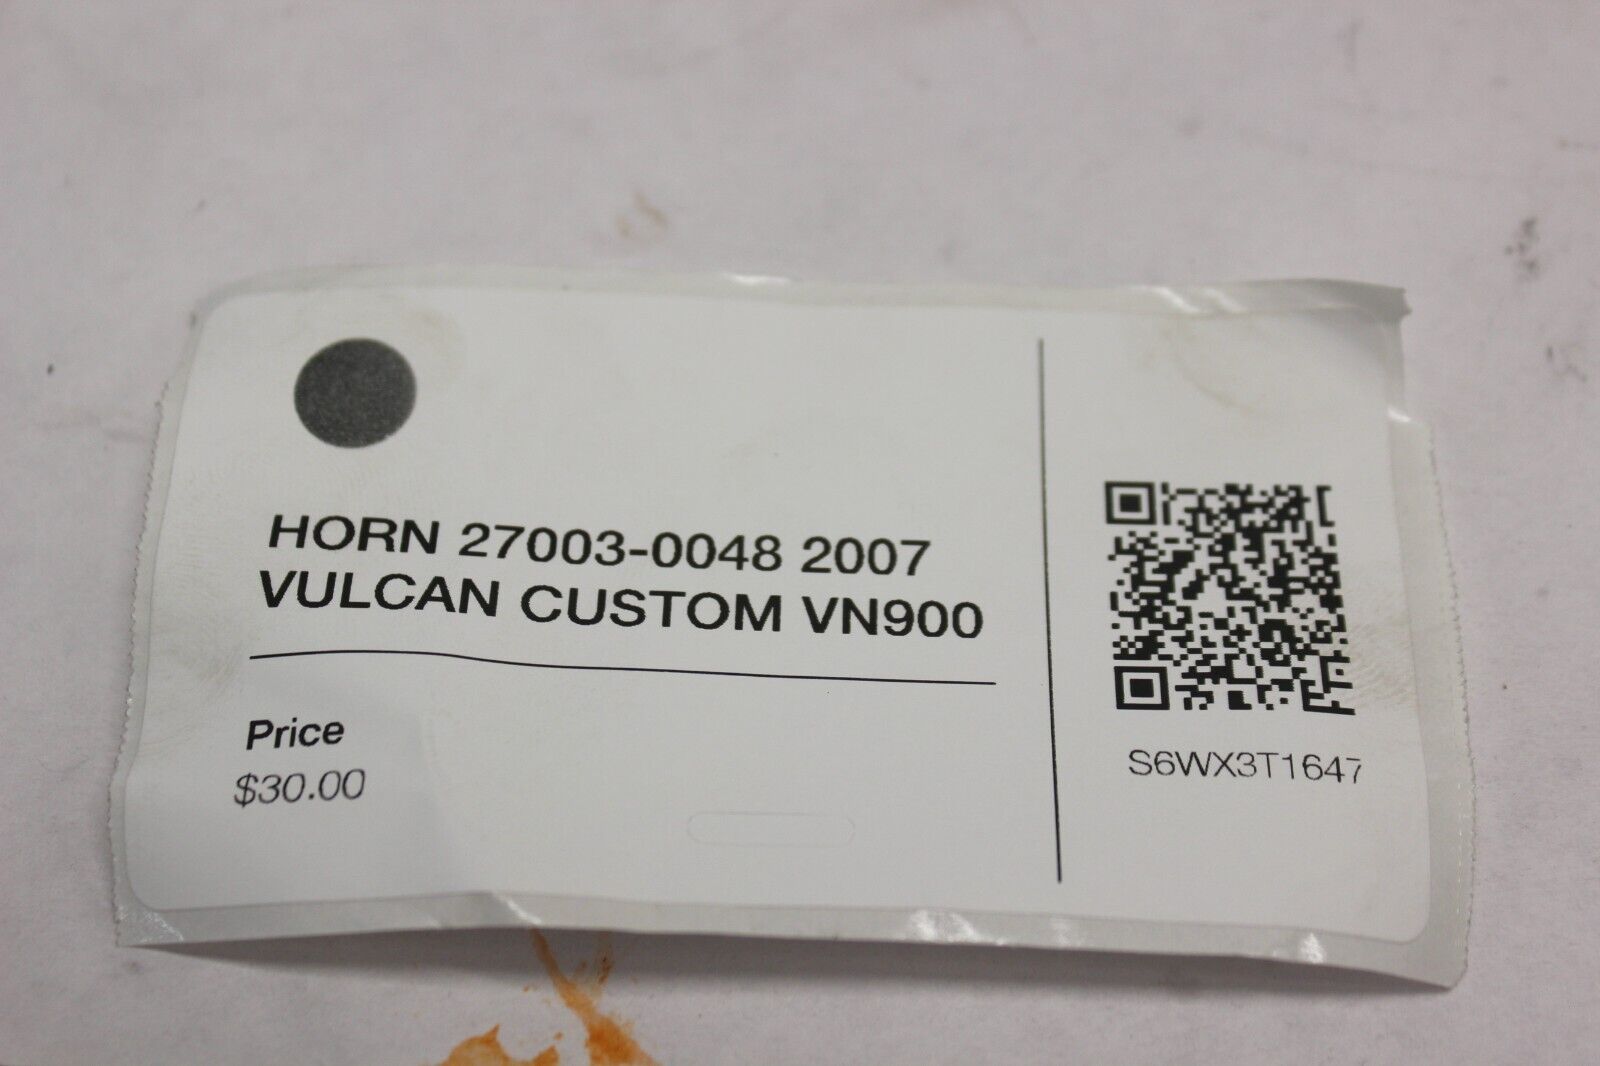 HORN 27003-0048 2007
VULCAN CUSTOM VN900
Price
$30.00
S6WX3T1647